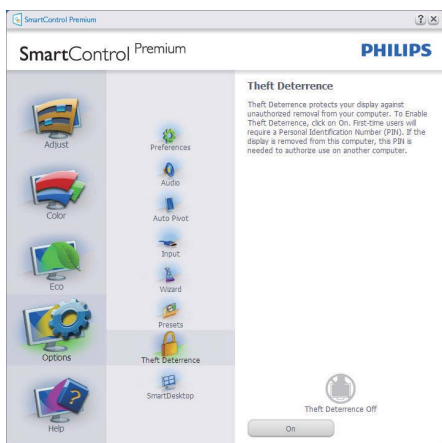 SmartControl Premium
SmartControl Premium
PHILIPS
Adjust
Color
Eco
Options
Help
Preferences
Audio
Auto Pivot
Input
Wizard
Presets
Theft Deterrence
SmartDesktop
Theft Deterrence
Theft Deterrence protects your display against
unauthorized removal from your computer. To Enable
Theft Deterrence, click on On. First-time users will
require a Personal Identification Number (PIN). If the
display is removed from this computer, this PIN is
needed to authorize use on another computer.
Theft Deterrence Off
On